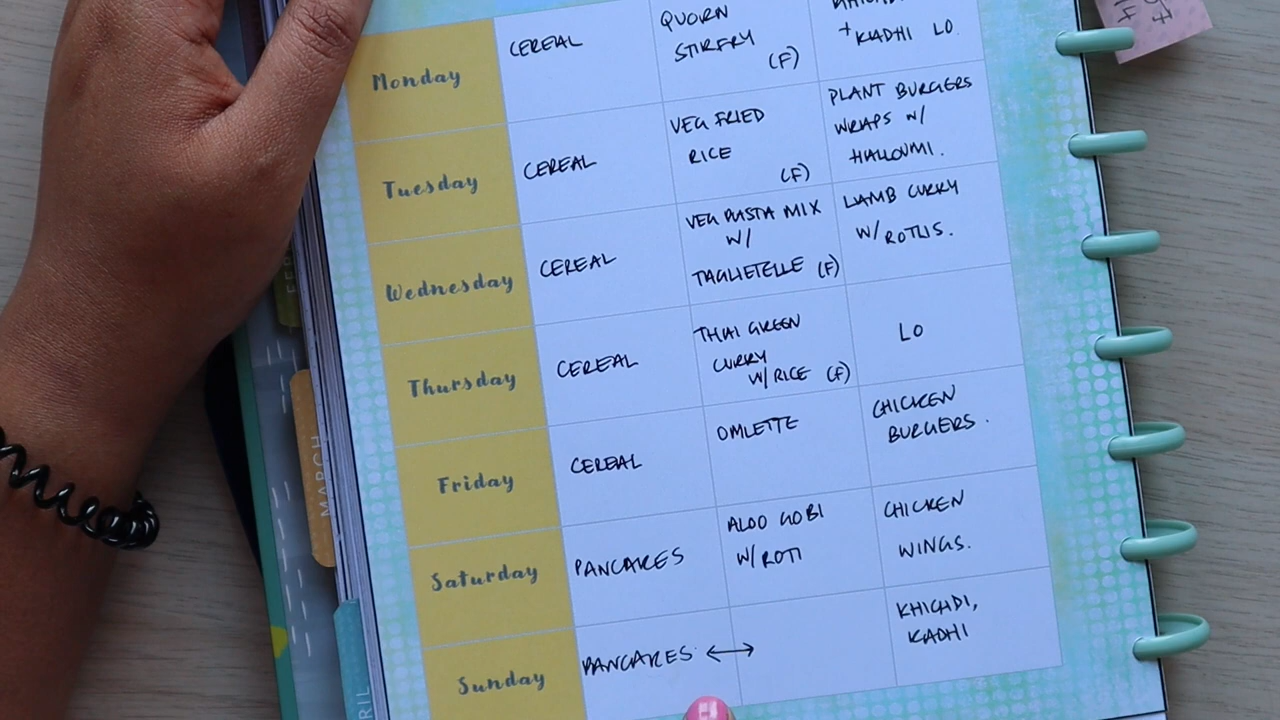 Monday
CEREAL
QUORN
STIRFRY
(F)
KHICHDI
+ KADHI LO.
Tuesday
CEREAL
VEG FRIED
RICE
(F)
PLANT BURGERS
WRAPS W/
HALLOUMI.
Wednesday
CEREAL
VEG PASTA MIX
W/
TAGLIETELLE (F)
LAMB CURRY
W/ ROTLIS.
Thursday
CEREAL
THAI GREEN
CURRY
W/ RICE (F)
LO
Friday
CEREAL
OMLETTE
CHICKEN
BURGERS.
Saturday
PANCAKES
ALOO GOBI
W/ ROTI
CHICKEN
WINGS.
Sunday
PANCAKES ↔
KHICHDI,
KADHI
MARCH